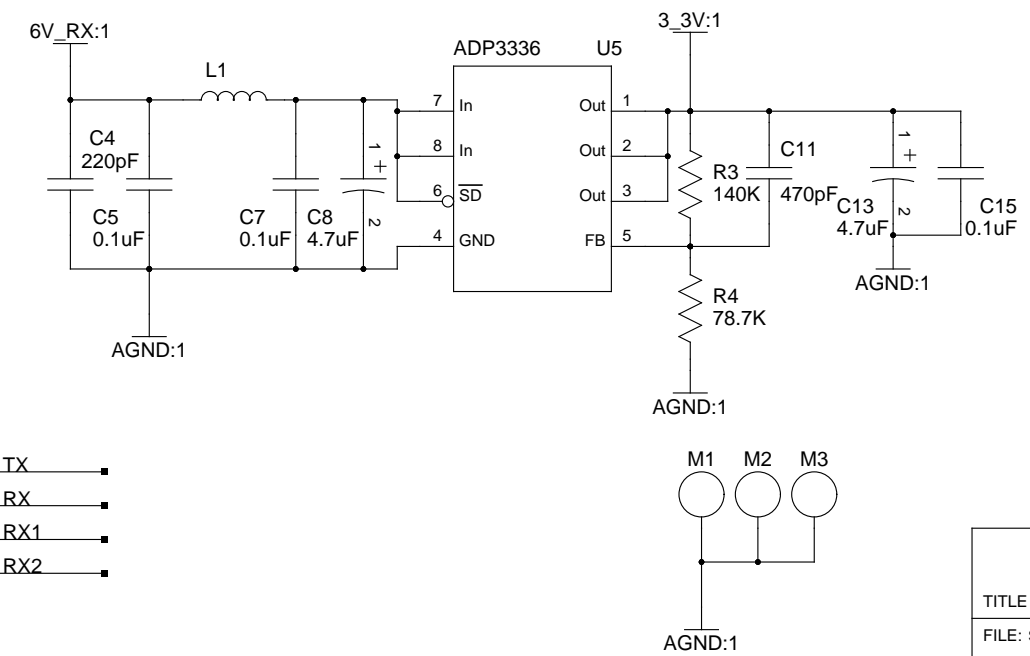 6V_RX:1
3_3V:1
L1
ADP3336 U5
7 In
8 In
6 SD
4 GND
Out 1
Out 2
Out 3
FB 5
C4
220pF
C5
0.1uF
C7
0.1uF
C8
4.7uF
1 +
2
R3
140K
C11
470pF
1 +
2
C13
4.7uF
C15
0.1uF
AGND:1
R4
78.7K
AGND:1
AGND:1
TX
RX
RX1
RX2
M1 M2 M3
AGND:1
TITLE
FILE: